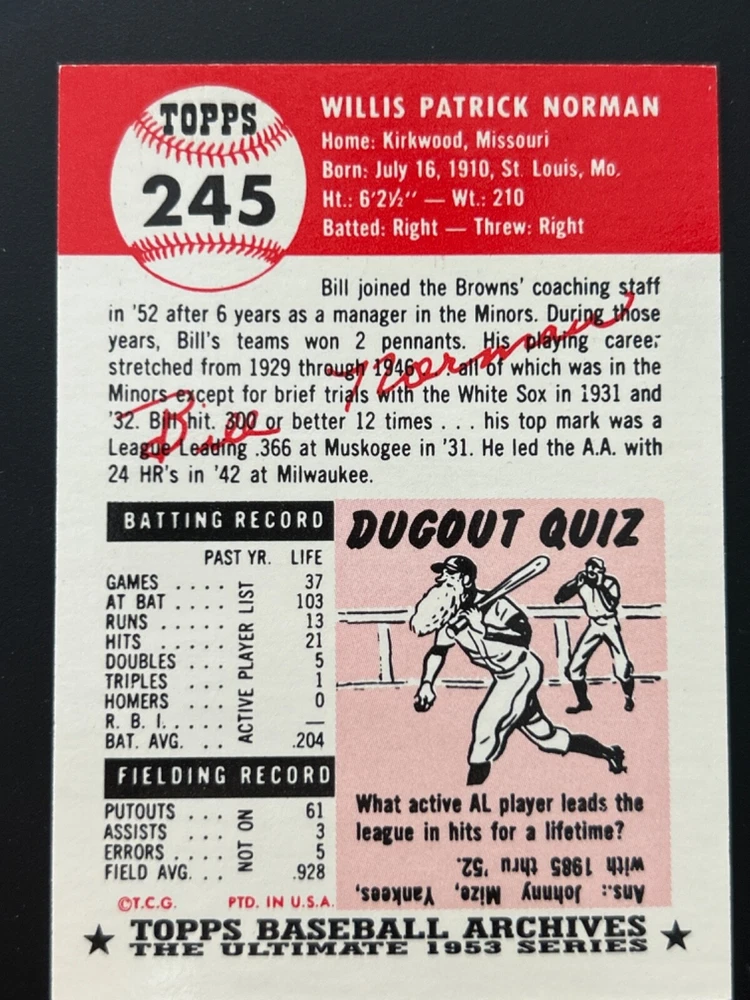 TOPPS
245
WILLIS PATRICK NORMAN
Home: Kirkwood, Missouri
Born: July 16, 1910, St. Louis, Mo.
Ht.: 6'2½" — Wt.: 210
Batted: Right — Threw: Right
Bill joined the Browns' coaching staff
in '52 after 6 years as a manager in the Minors. During those
years, Bill's teams won 2 pennants. His playing career
stretched from 1929 through 1946 . . . all of which was in the
Minors except for brief trials with the White Sox in 1931 and
'32. Bill hit. 300 or better 12 times . . . his top mark was a
League Leading .366 at Muskogee in '31. He led the A.A. with
24 HR's in '42 at Milwaukee.
Bill Norman
BATTING RECORD
PAST YR. LIFE
GAMES . . . . 37
AT BAT . . . . 103
RUNS . . . . 13
HITS . . . . 21
DOUBLES . . . 5
TRIPLES . . . 1
HOMERS . . . 0
R. B. I. . . . . —
BAT. AVG. . . .204
ACTIVE PLAYER LIST
FIELDING RECORD
PUTOUTS . . . 61
ASSISTS . . . 3
ERRORS . . . . 5
FIELD AVG. . . .928
NOT ON
©T.C.G. PTD. IN U.S.A.
DUGOUT QUIZ
What active AL player leads the
league in hits for a lifetime?
Ans.: Johnny Mize, Yankees,
with 1985 thru '52.
★ TOPPS BASEBALL ARCHIVES ★
THE ULTIMATE 1953 SERIES